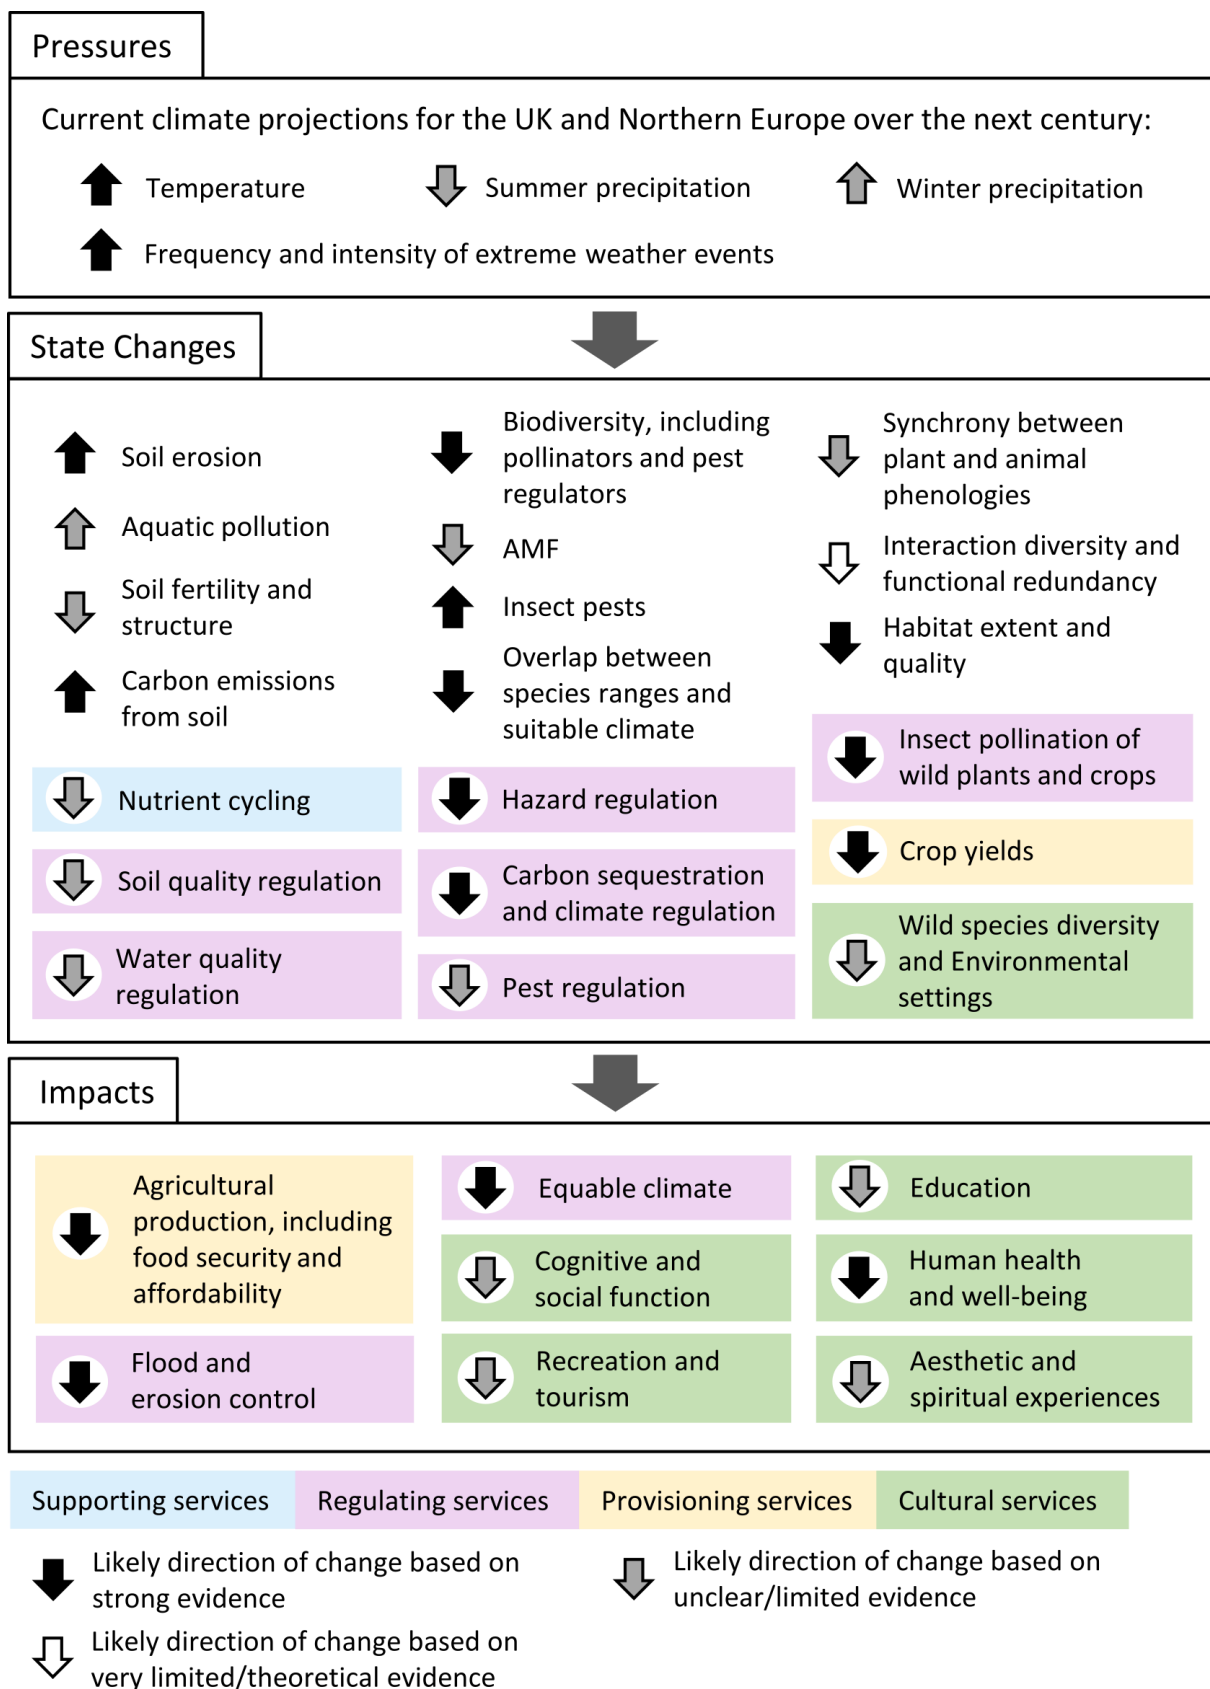 Pressures
Current climate projections for the UK and Northern Europe over the next century:
Temperature
Summer precipitation
Winter precipitation
Frequency and intensity of extreme weather events
State Changes
Soil erosion
Aquatic pollution
Soil fertility and
structure
Carbon emissions
from soil
Biodiversity, including
pollinators and pest
regulators
AMF
Insect pests
Overlap between
species ranges and
suitable climate
Synchrony between
plant and animal
phenologies
Interaction diversity and
functional redundancy
Habitat extent and
quality
Nutrient cycling
Soil quality regulation
Water quality
regulation
Hazard regulation
Carbon sequestration
and climate regulation
Pest regulation
Insect pollination of
wild plants and crops
Crop yields
Wild species diversity
and Environmental
settings
Impacts
Agricultural
production, including
food security and
affordability
Flood and
erosion control
Equable climate
Cognitive and
social function
Recreation and
tourism
Education
Human health
and well-being
Aesthetic and
spiritual experiences
Supporting services
Regulating services
Provisioning services
Cultural services
Likely direction of change based on
strong evidence
Likely direction of change based on
unclear/limited evidence
Likely direction of change based on
very limited/theoretical evidence